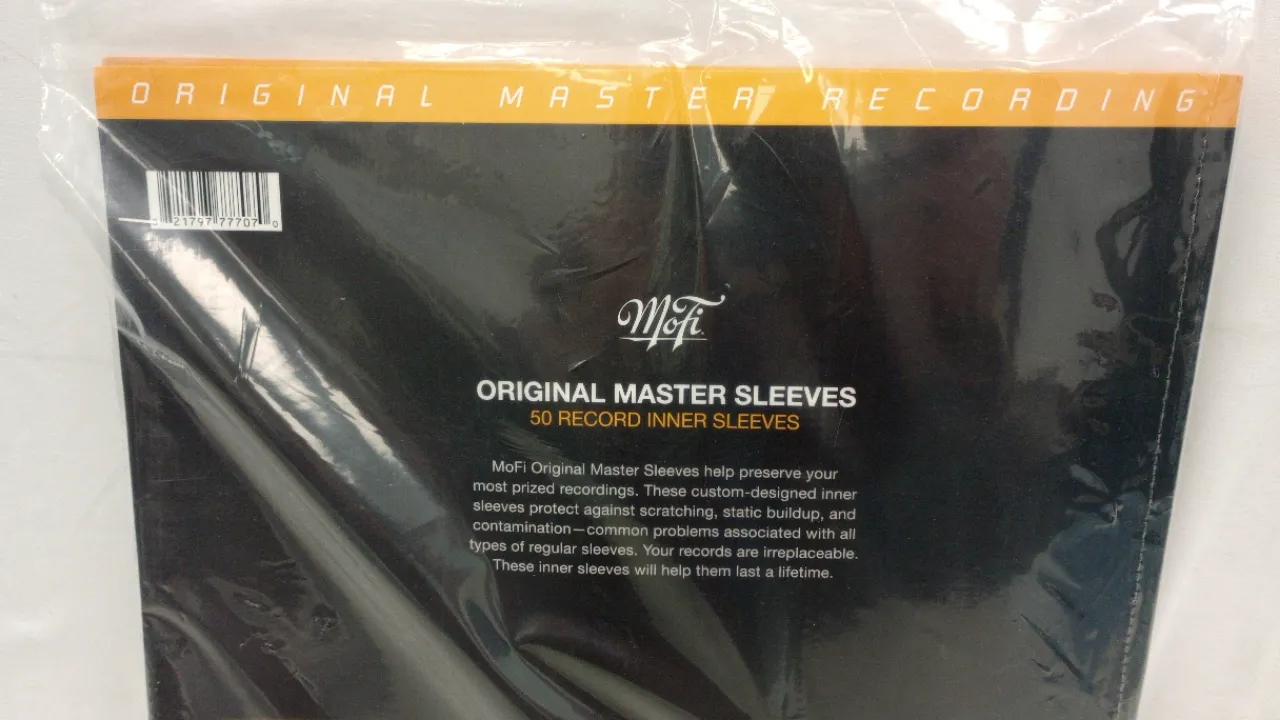 ORIGINAL MASTER RECORDING
21797 77707 0
MoFi
ORIGINAL MASTER SLEEVES
50 RECORD INNER SLEEVES
MoFi Original Master Sleeves help preserve your
most prized recordings. These custom-designed inner
sleeves protect against scratching, static buildup, and
contamination—common problems associated with all
types of regular sleeves. Your records are irreplaceable.
These inner sleeves will help them last a lifetime.